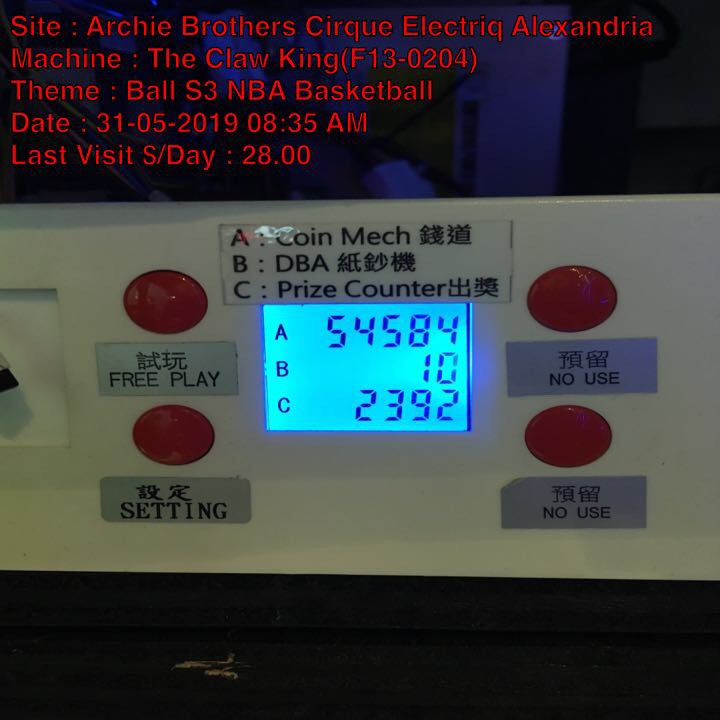 Site : Archie Brothers Cirque Electriq Alexandria
Machine : The Claw King(F13-0204)
Theme : Ball S3 NBA Basketball
Date : 31-05-2019 08:35 AM
Last Visit S/Day : 28.00
A : Coin Mech 錢道
B : DBA 紙鈔機
C : Prize Counter出獎
A 54584
B 10
C 2392
試玩
FREE PLAY
預留
NO USE
設定
SETTING
預留
NO USE